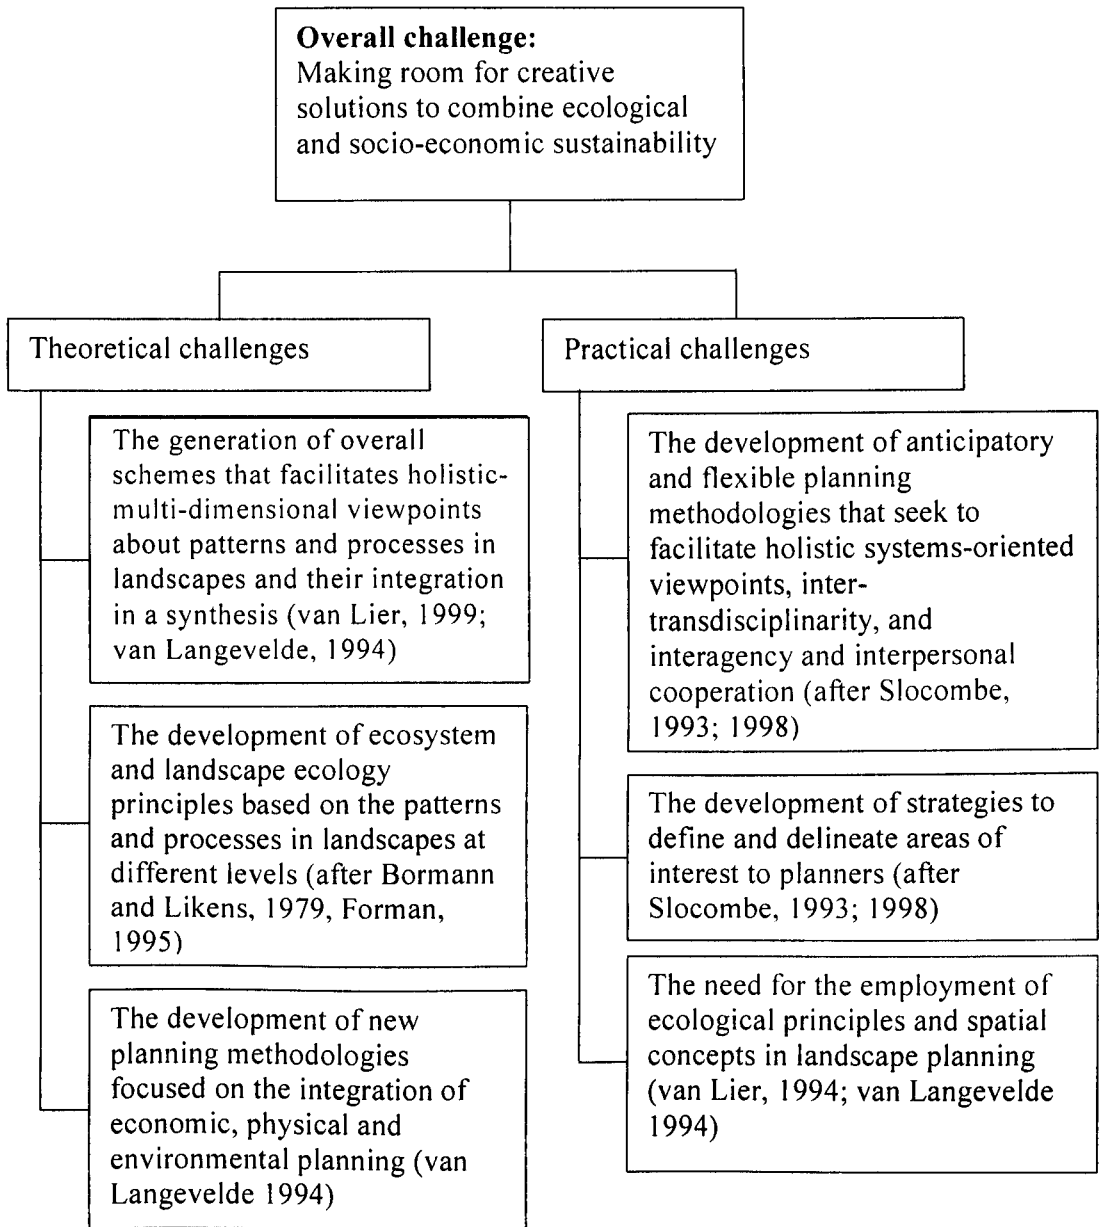 Overall challenge:
Making room for creative
solutions to combine ecological
and socio-economic sustainability
Theoretical challenges
The generation of overall
schemes that facilitates holistic-
multi-dimensional viewpoints
about patterns and processes in
landscapes and their integration
in a synthesis (van Lier, 1999;
van Langevelde, 1994)
The development of ecosystem
and landscape ecology
principles based on the patterns
and processes in landscapes at
different levels (after Bormann
and Likens, 1979, Forman,
1995)
The development of new
planning methodologies
focused on the integration of
economic, physical and
environmental planning (van
Langevelde 1994)
Practical challenges
The development of anticipatory
and flexible planning
methodologies that seek to
facilitate holistic systems-oriented
viewpoints, inter-
transdisciplinarity, and
interagency and interpersonal
cooperation (after Slocombe,
1993; 1998)
The development of strategies to
define and delineate areas of
interest to planners (after
Slocombe, 1993; 1998)
The need for the employment of
ecological principles and spatial
concepts in landscape planning
(van Lier, 1994; van Langevelde
1994)